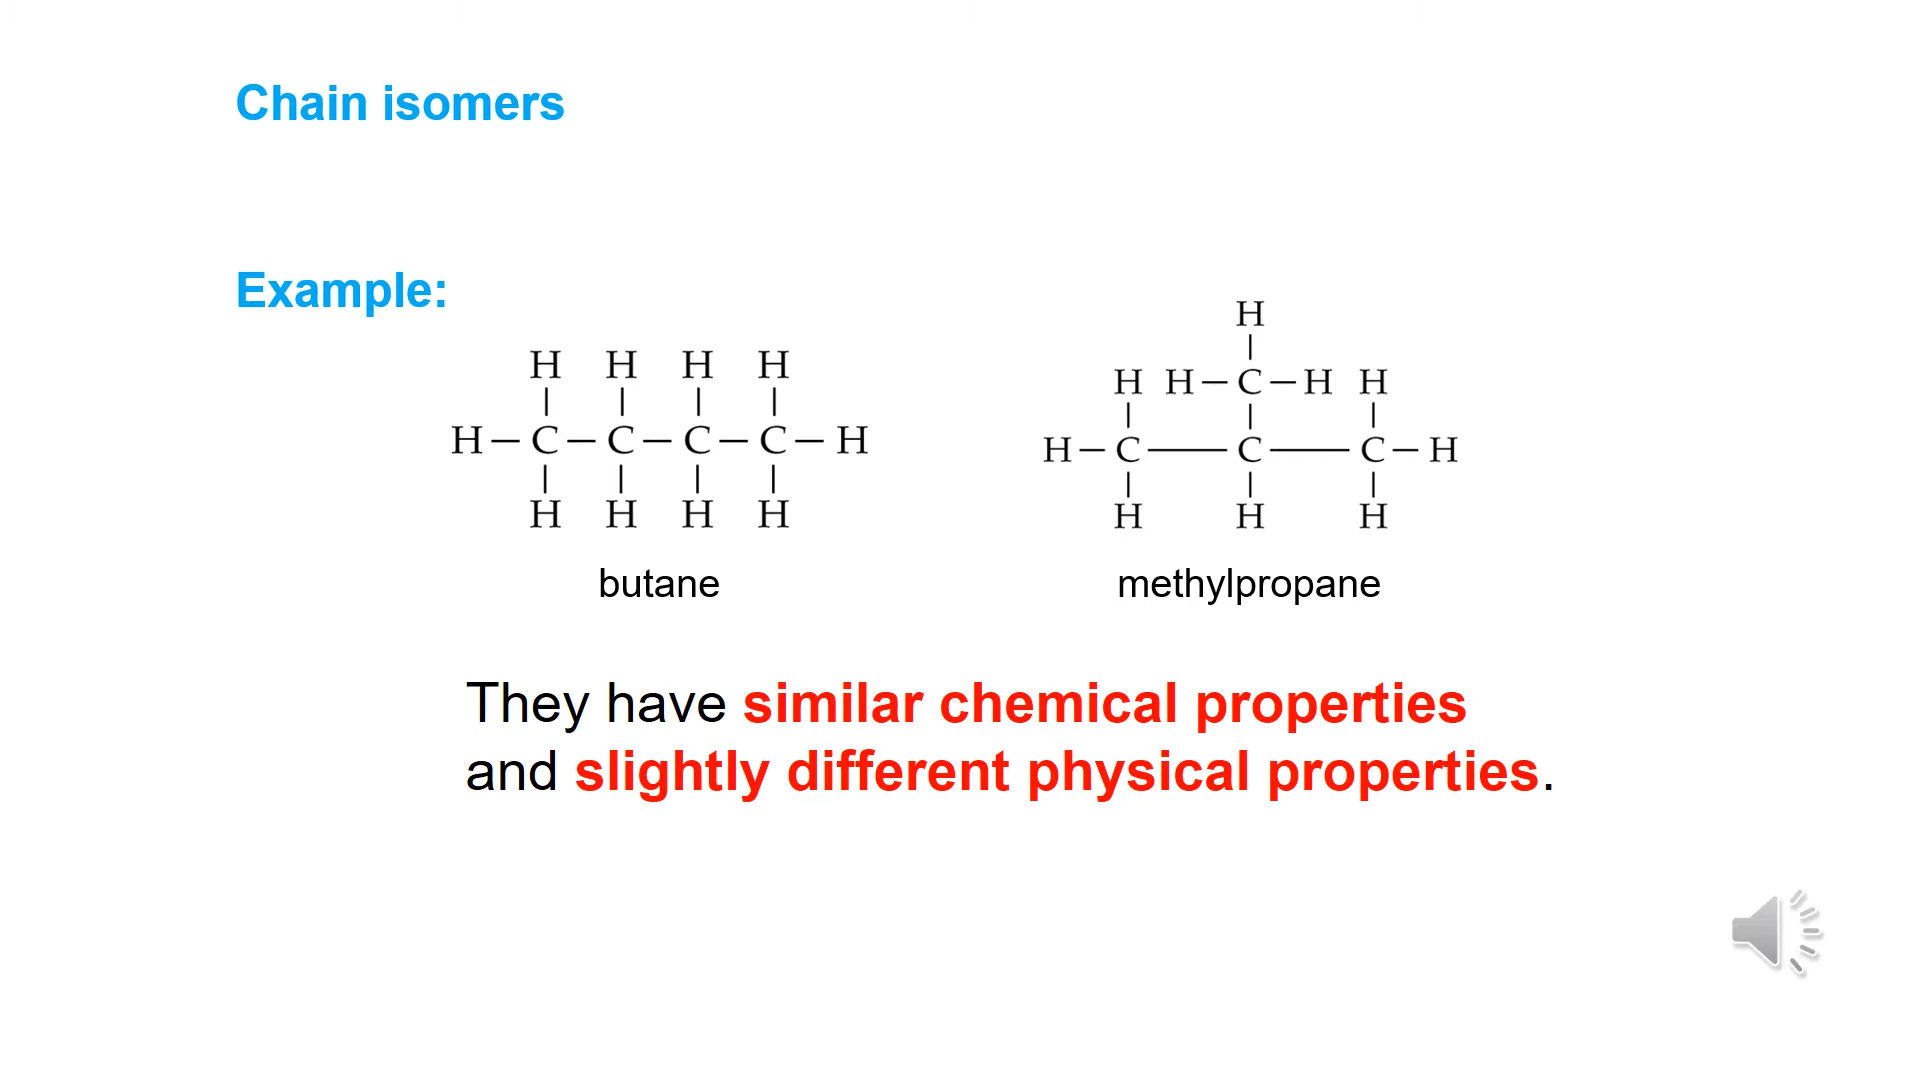 Chain isomers
Example:
H H H H
H – C – C – C – C – H
H H H H
butane
H
H H – C – H H
H – C — C — C – H
H H H
methylpropane
They have similar chemical properties
and slightly different physical properties.